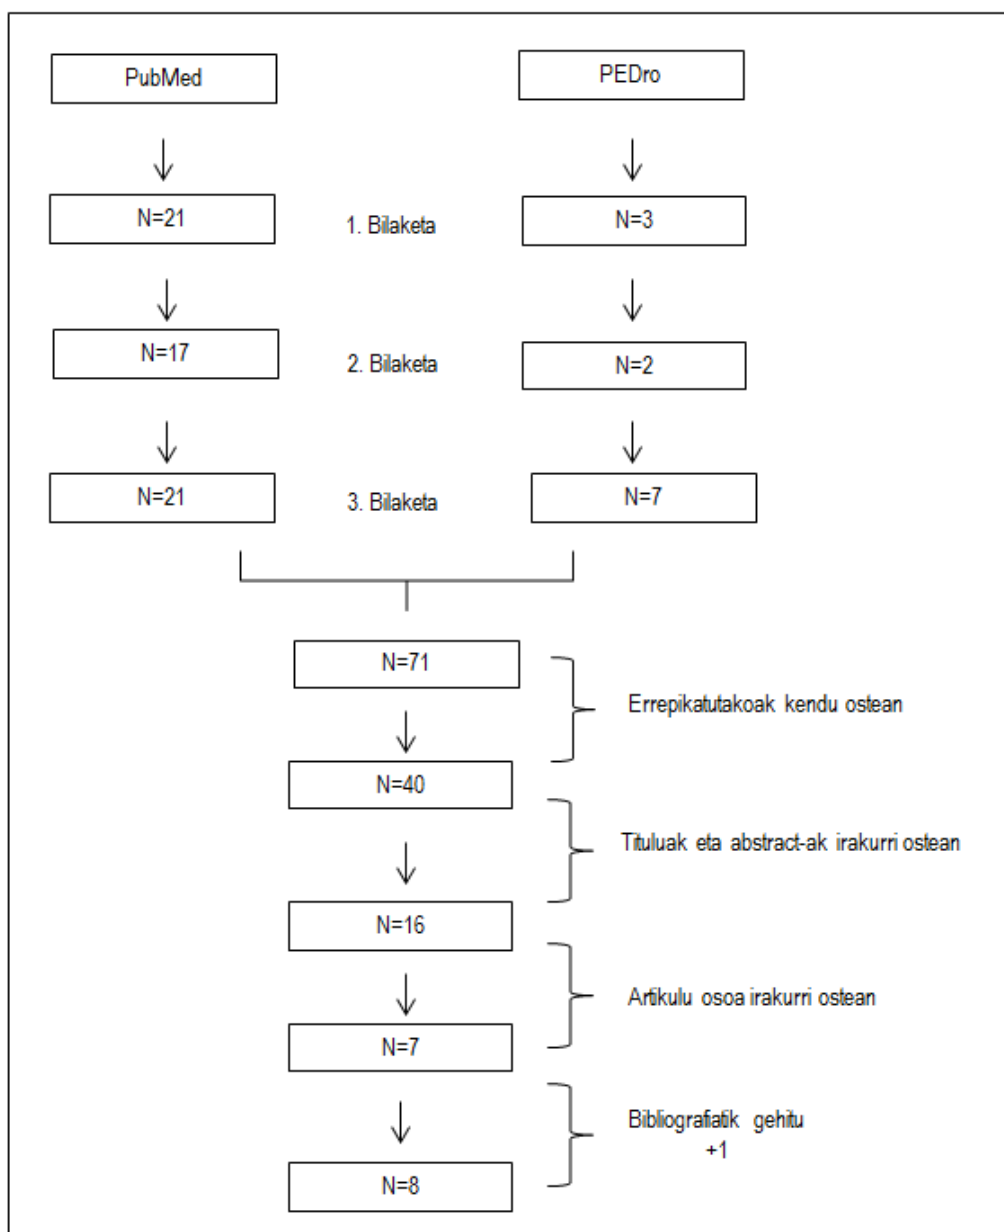 PubMed
PEDro
N=21
1. Bilaketa
N=3
N=17
2. Bilaketa
N=2
N=21
3. Bilaketa
N=7
N=71
Errepikatutakoak kendu ostean
N=40
Tituluak eta abstract-ak irakurri ostean
N=16
Artikulu osoa irakurri ostean
N=7
Bibliografiatik gehitu
+1
N=8